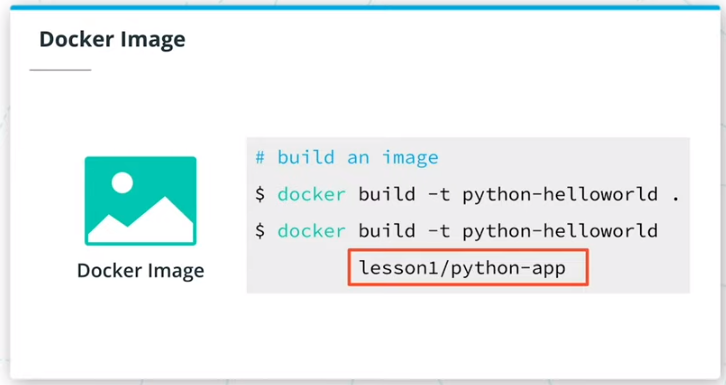 Docker Image
# build an image
$ docker build -t python-helloworld .
$ docker build -t python-helloworld
lesson1/python-app
Docker Image